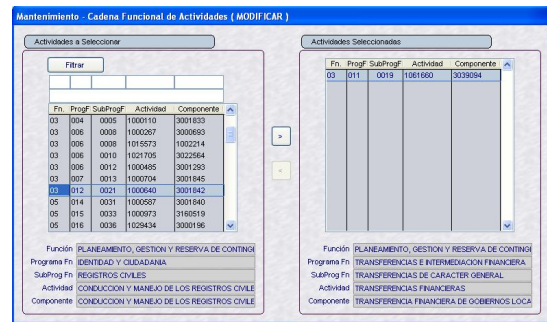 Mantenimiento - Cadena Funcional de Actividades ( MODIFICAR )
Actividades a Seleccionar
Filtrar
Fn. ProgF SubProgF Actividad Componente
03 004 0005 1000110 3001833
03 006 0008 1000267 3000693
03 006 0008 1015573 1002214
03 006 0010 1021705 3022564
03 006 0012 1000485 3001293
03 007 0013 1000704 3001845
03 012 0021 1000640 3001842
05 014 0031 1000587 3001840
05 015 0033 1000973 3160519
05 016 0036 1029434 3000196
Función PLANEAMIENTO, GESTION Y RESERVA DE CONTINGE
Programa Fn IDENTIDAD Y CIUDADANIA
SubProg Fn REGISTROS CIVILES
Actividad CONDUCCION Y MANEJO DE LOS REGISTROS CIVILE
Componente CONDUCCION Y MANEJO DE LOS REGISTROS CIVILE
»
«
Actividades Seleccionadas
Fn. ProgF SubProgF Actividad Componente
03 011 0019 1061660 3039094
Función PLANEAMIENTO, GESTION Y RESERVA DE CONTINGE
Programa Fn TRANSFERENCIAS E INTERMEDIACION FINANCIERA
SubProg Fn TRANSFERENCIAS DE CARACTER GENERAL
Actividad TRANSFERENCIAS FINANCIERAS
Componente TRANSFERENCIA FINANCIERA DE GOBIERNOS LOCA